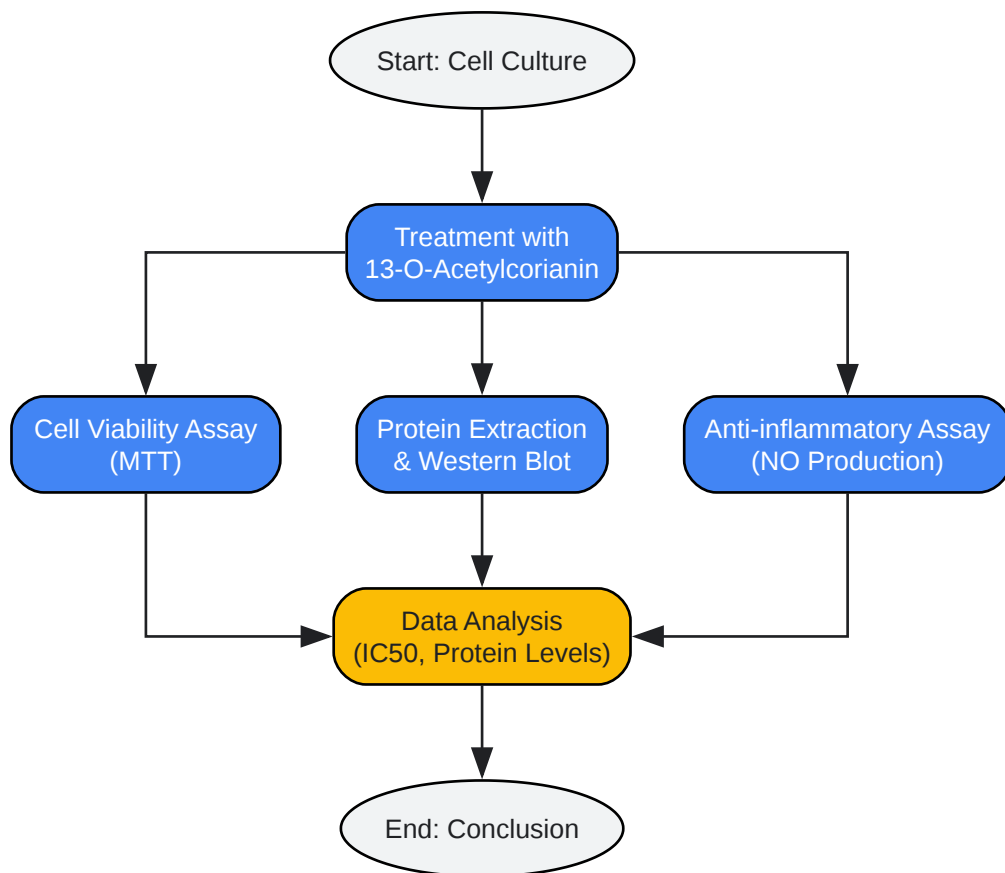 Start: Cell Culture
Treatment with
13-O-Acetylcorianin
Cell Viability Assay
(MTT)
Protein Extraction
& Western Blot
Anti-inflammatory Assay
(NO Production)
Data Analysis
(IC50, Protein Levels)
End: Conclusion